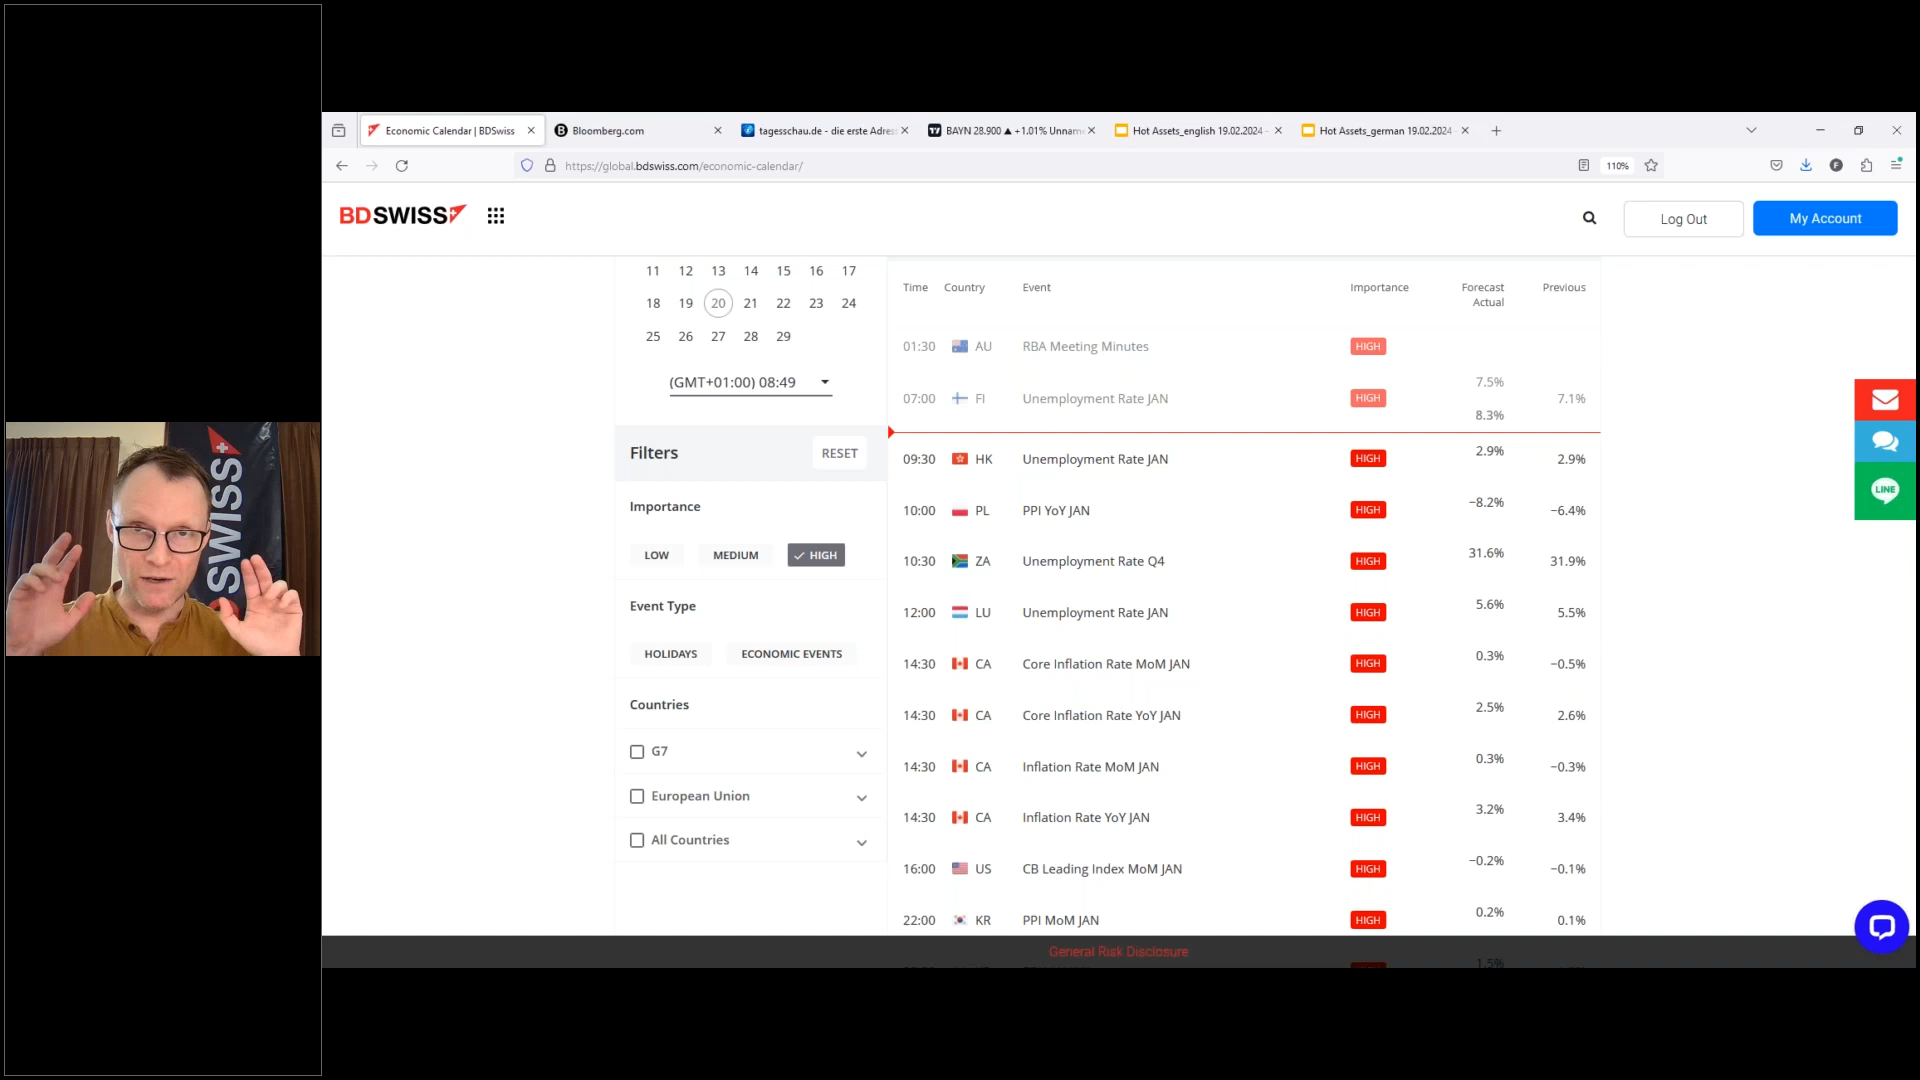 Economic Calendar | BDSwiss
Bloomberg.com
tagesschau.de - die erste Adres
BAYN 28.900 ▲ +1.01% Unnam
Hot Assets_english 19.02.2024 -
Hot Assets_german 19.02.2024 -
https://global.bdswiss.com/economic-calendar/
110%
BDSWISS
Log Out
My Account
11 12 13 14 15 16 17
18 19 20 21 22 23 24
25 26 27 28 29
(GMT+01:00) 08:49
Filters RESET
Importance
LOW MEDIUM HIGH
Event Type
HOLIDAYS ECONOMIC EVENTS
Countries
G7
European Union
All Countries
Time Country Event Importance Forecast Previous
Actual
01:30 AU RBA Meeting Minutes HIGH
7.5%
07:00 FI Unemployment Rate JAN HIGH 7.1%
8.3%
09:30 HK Unemployment Rate JAN HIGH 2.9% 2.9%
10:00 PL PPI YoY JAN HIGH −8.2% −6.4%
10:30 ZA Unemployment Rate Q4 HIGH 31.6% 31.9%
12:00 LU Unemployment Rate JAN HIGH 5.6% 5.5%
14:30 CA Core Inflation Rate MoM JAN HIGH 0.3% −0.5%
14:30 CA Core Inflation Rate YoY JAN HIGH 2.5% 2.6%
14:30 CA Inflation Rate MoM JAN HIGH 0.3% −0.3%
14:30 CA Inflation Rate YoY JAN HIGH 3.2% 3.4%
16:00 US CB Leading Index MoM JAN HIGH −0.2% −0.1%
22:00 KR PPI MoM JAN HIGH 0.2% 0.1%
General Risk Disclosure
1.5%
LINE
SWISS